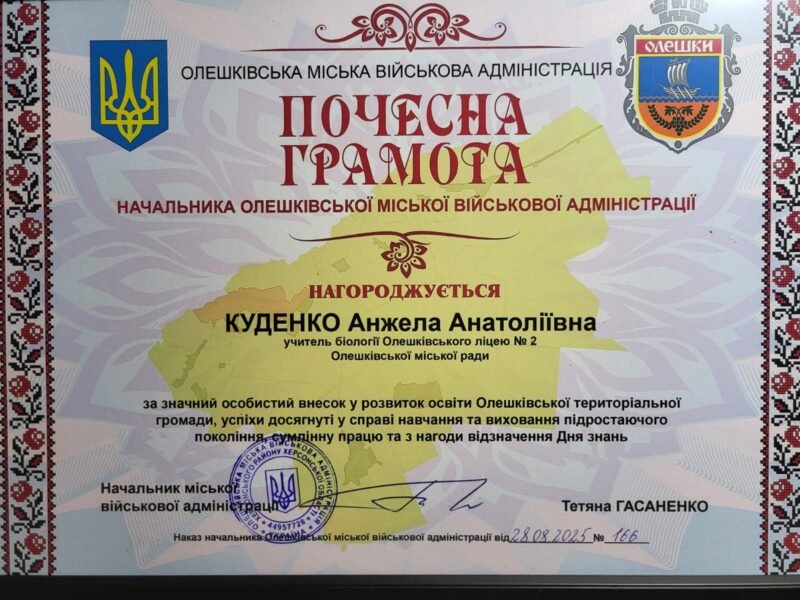 ОЛЕШКІВСЬКА МІСЬКА ВІЙСЬКОВА АДМІНІСТРАЦІЯ
ОЛЕШКИ
ПОЧЕСНА
ГРАМОТА
НАЧАЛЬНИКА ОЛЕШКІВСЬКОЇ МІСЬКОЇ ВІЙСЬКОВОЇ АДМІНІСТРАЦІЇ
НАГОРОДЖУЄТЬСЯ
КУДЕНКО Анжела Анатоліївна
учитель біології Олешківського ліцею № 2
Олешківської міської ради
за значний особистий внесок у розвиток освіти Олешківської територіальної
громади, успіхи досягнуті у справі навчання та виховання підростаючого
покоління, сумлінну працю та з нагоди відзначення Дня знань
Начальник міської
військової адміністрації
Тетяна ГАСАНЕНКО
44957726
УКРАЇНА
Наказ начальника Олешківської міської військової адміністрації від 28.08.2025 № 166